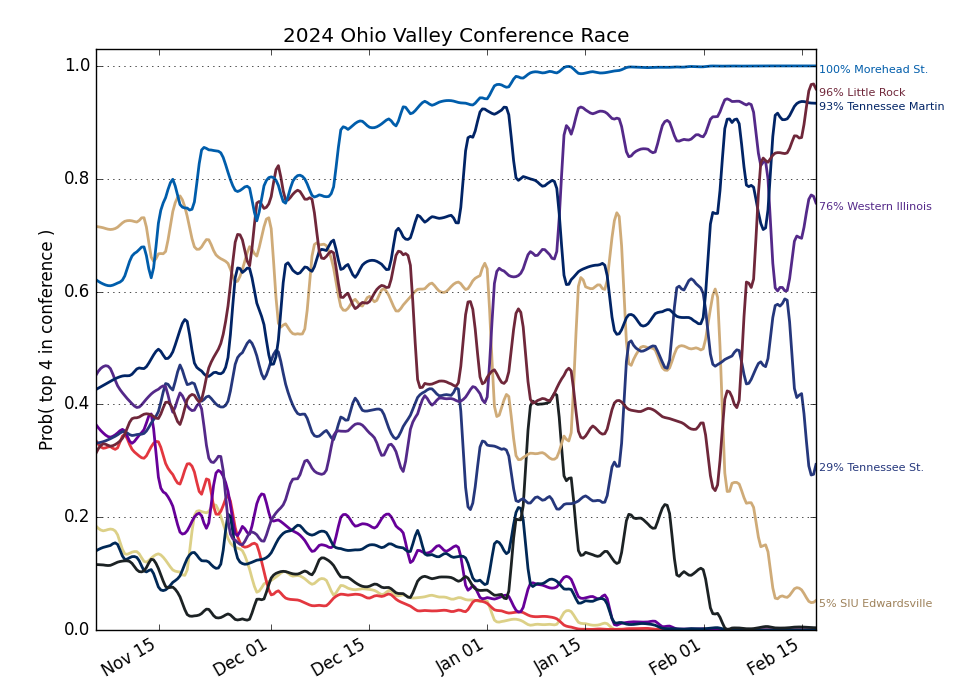 2024 Ohio Valley Conference Race
Prob( top 4 in conference )
1.0
0.8
0.6
0.4
0.2
0.0
Nov 15
Dec 01
Dec 15
Jan 01
Jan 15
Feb 01
Feb 15
100% Morehead St.
96% Little Rock
93% Tennessee Martin
76% Western Illinois
29% Tennessee St.
5% SIU Edwardsville